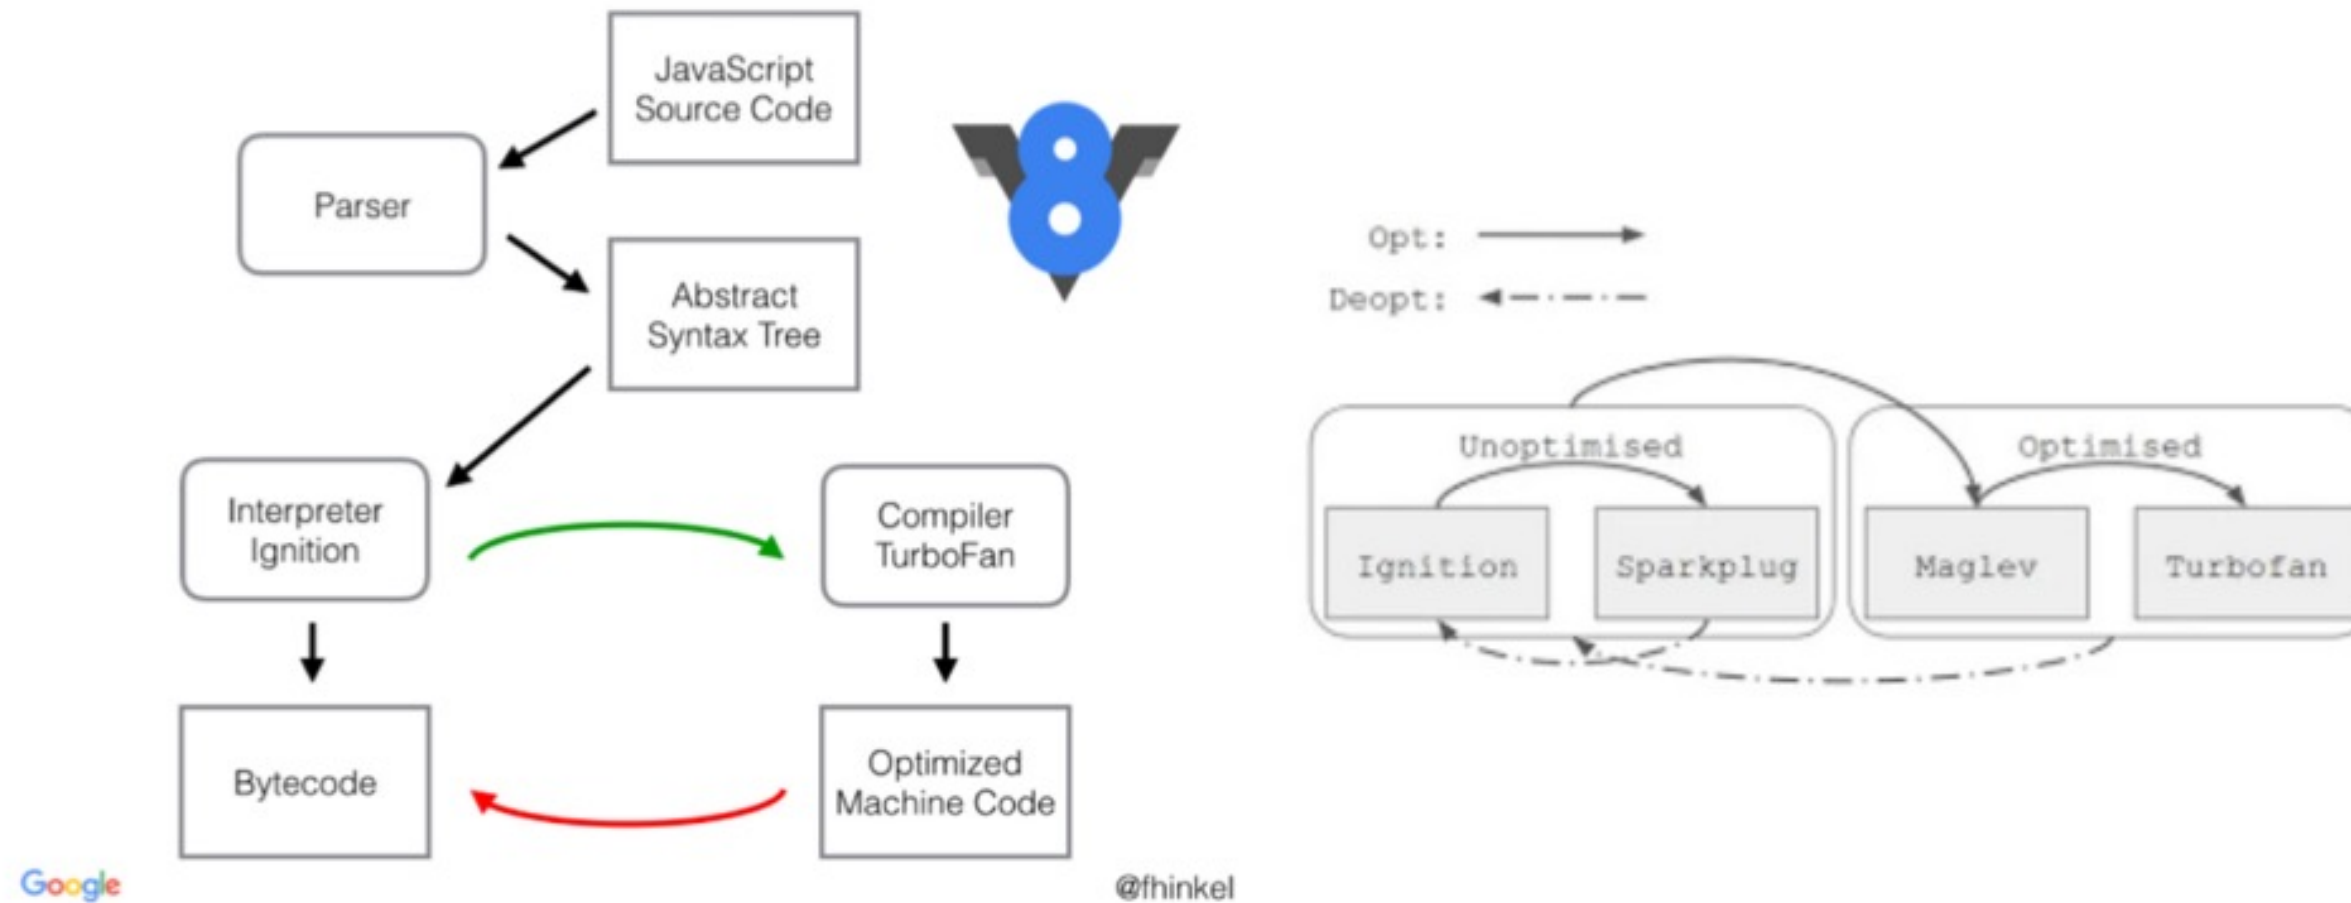 JavaScript
Source Code
Parser
Abstract
Syntax Tree
Interpreter
Ignition
Compiler
TurboFan
Bytecode
Optimized
Machine Code
Google
@fhinkel
Opt:
Deopt:
Unoptimised
Optimised
Ignition
Sparkplug
Maglev
Turbofan